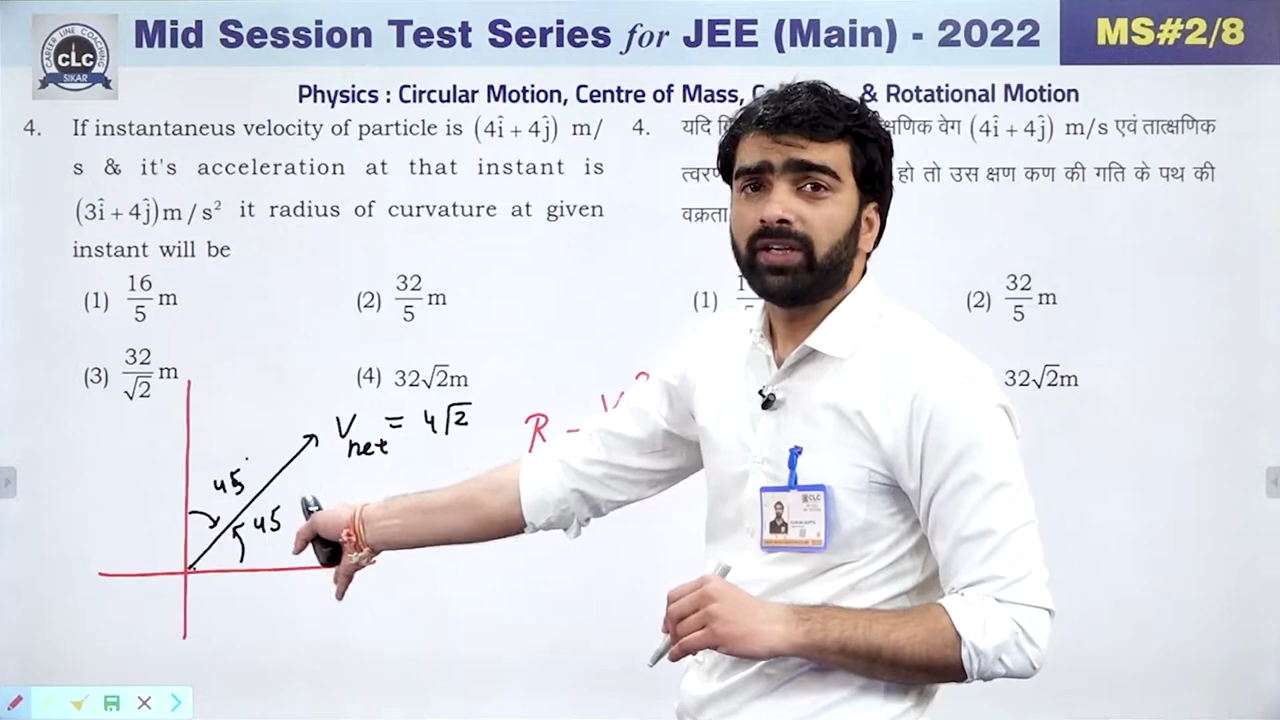 Mid Session Test Series for JEE (Main) - 2022
MS#2/8
CAREER LINE COACHING
CLC
SIKAR
Physics : Circular Motion, Centre of Mass, & Rotational Motion
4. If instantaneus velocity of particle is (4î + 4ĵ) m/
s & it's acceleration at that instant is
(3î + 4ĵ)m / s² it radius of curvature at given
instant will be
(1) 16/5 m
(2) 32/5 m
(3) 32/√2 m
(4) 32√2m
4. यदि (4î + 4ĵ) m/s एवं तात्क्षणिक
हो तो उस क्षण कण की गति के पथ की
वक्रता
(1)
(2) 32/5 m
32√2m
Vnet = 4√2
R =
45
45
CLC